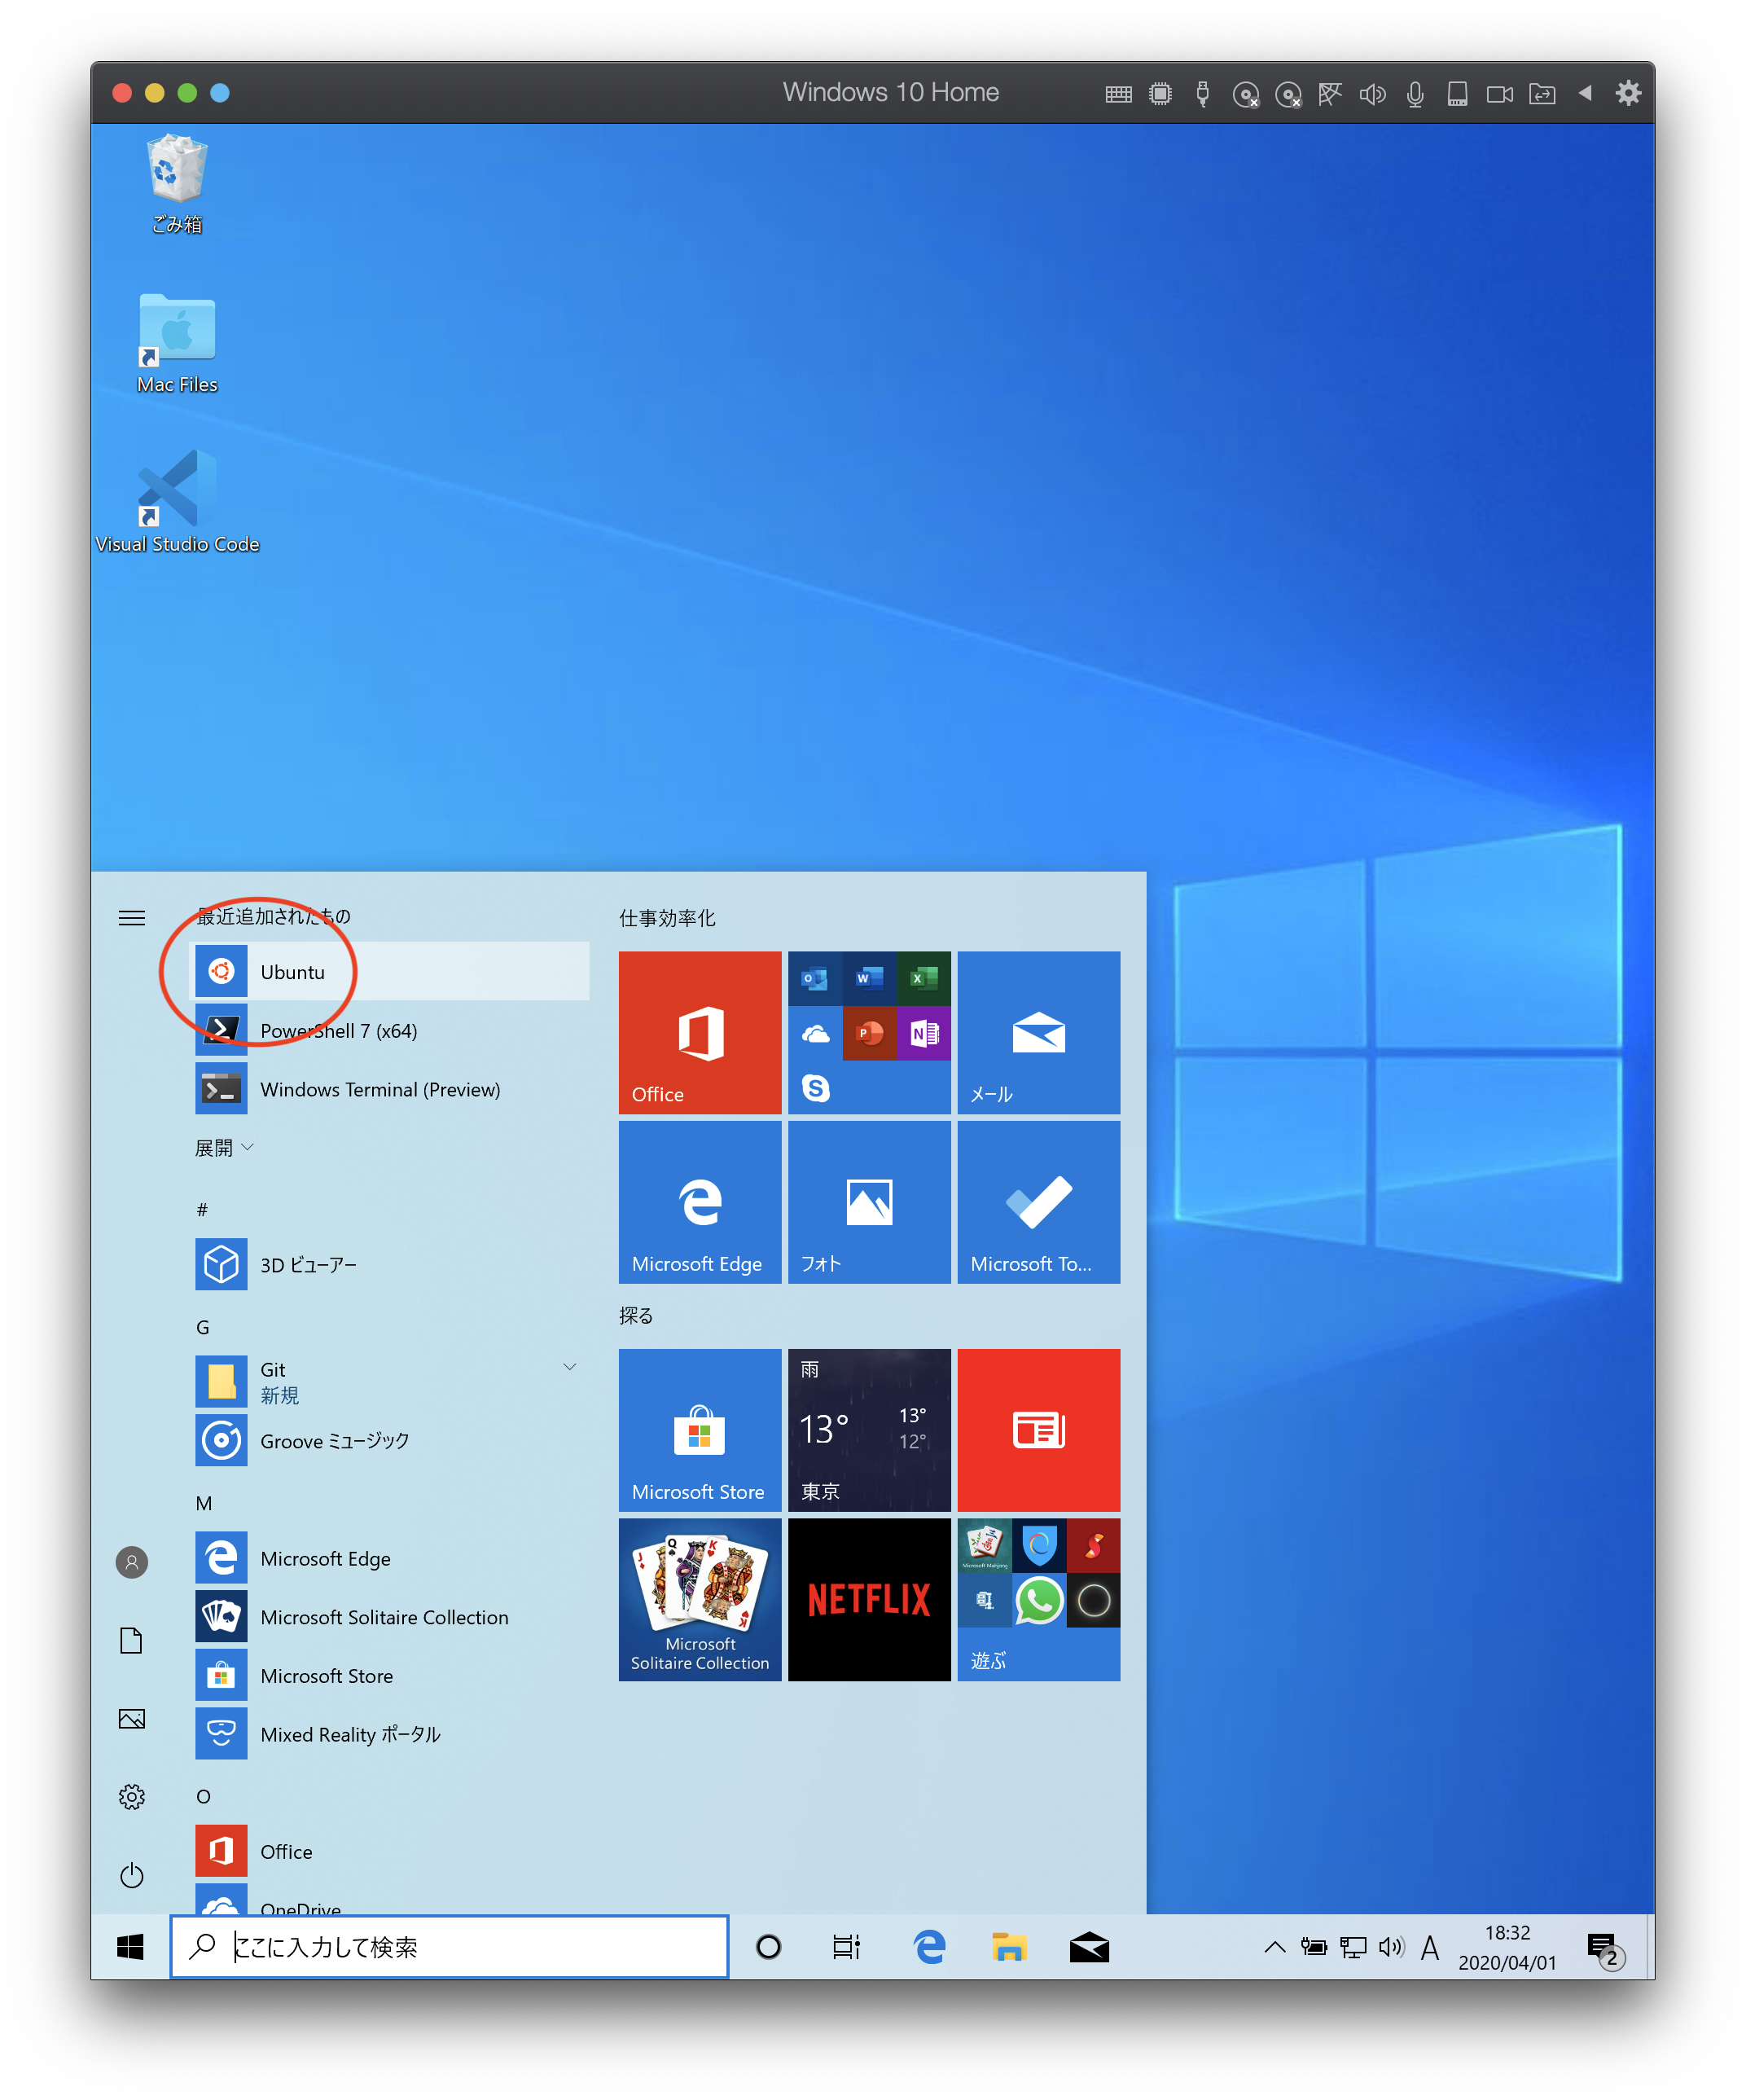 Windows 10 Home
ごみ箱
Mac Files
Visual Studio Code
最近追加されたもの
Ubuntu
PowerShell 7 (x64)
Windows Terminal (Preview)
展開
#
3D ビューアー
G
Git
新規
Groove ミュージック
M
Microsoft Edge
Microsoft Solitaire Collection
Microsoft Store
Mixed Reality ポータル
O
Office
OneDrive
仕事効率化
Office
メール
Microsoft Edge
フォト
Microsoft To...
探る
Microsoft Store
雨
13°
13°
12°
東京
Microsoft
Solitaire Collection
NETFLIX
Microsoft Mahjong
遊ぶ
ここに入力して検索
A
18:32
2020/04/01
2